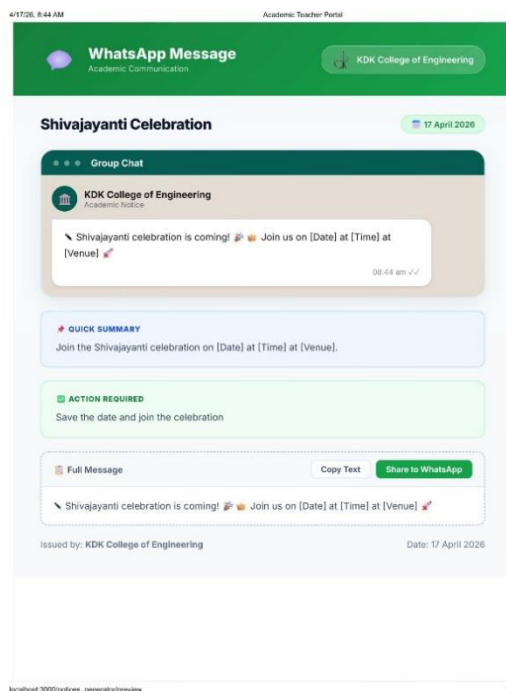 4/17/26, 8:44 AM Academic Teacher Portal
WhatsApp Message
Academic Communication
KDK College of Engineering
Shivajayanti Celebration
17 April 2026
Group Chat
KDK College of Engineering
Academic Notice
Shivajayanti celebration is coming! 🎉 Join us on [Date] at [Time] at
[Venue] 🚀
08:44 am ✓✓
📌 QUICK SUMMARY
Join the Shivajayanti celebration on [Date] at [Time] at [Venue].
✅ ACTION REQUIRED
Save the date and join the celebration
📋 Full Message
Copy Text
Share to WhatsApp
Shivajayanti celebration is coming! 🎉 Join us on [Date] at [Time] at [Venue] 🚀
Issued by: KDK College of Engineering
Date: 17 April 2026